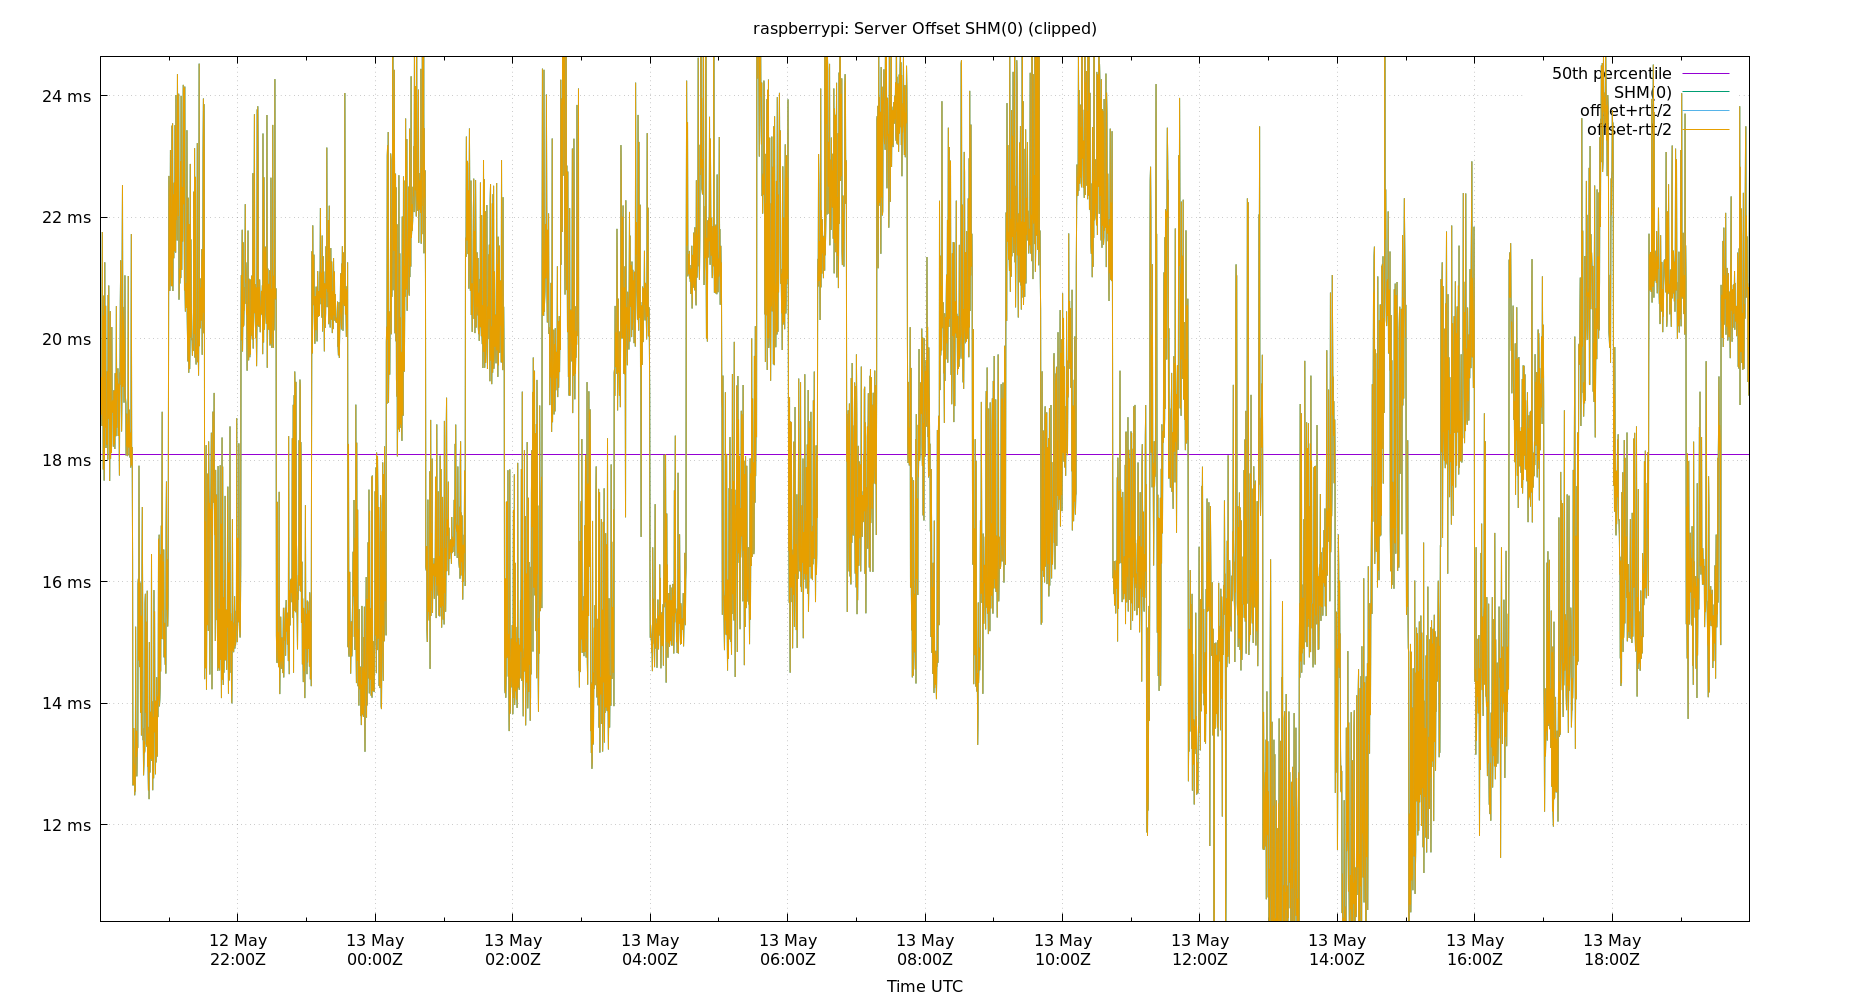 raspberrypi: Server Offset SHM(0) (clipped)
50th percentile
SHM(0)
offset+rtt/2
offset-rtt/2
24 ms
22 ms
20 ms
18 ms
16 ms
14 ms
12 ms
12 May
22:00Z
13 May
00:00Z
13 May
02:00Z
13 May
04:00Z
13 May
06:00Z
13 May
08:00Z
13 May
10:00Z
13 May
12:00Z
13 May
14:00Z
13 May
16:00Z
13 May
18:00Z
Time UTC